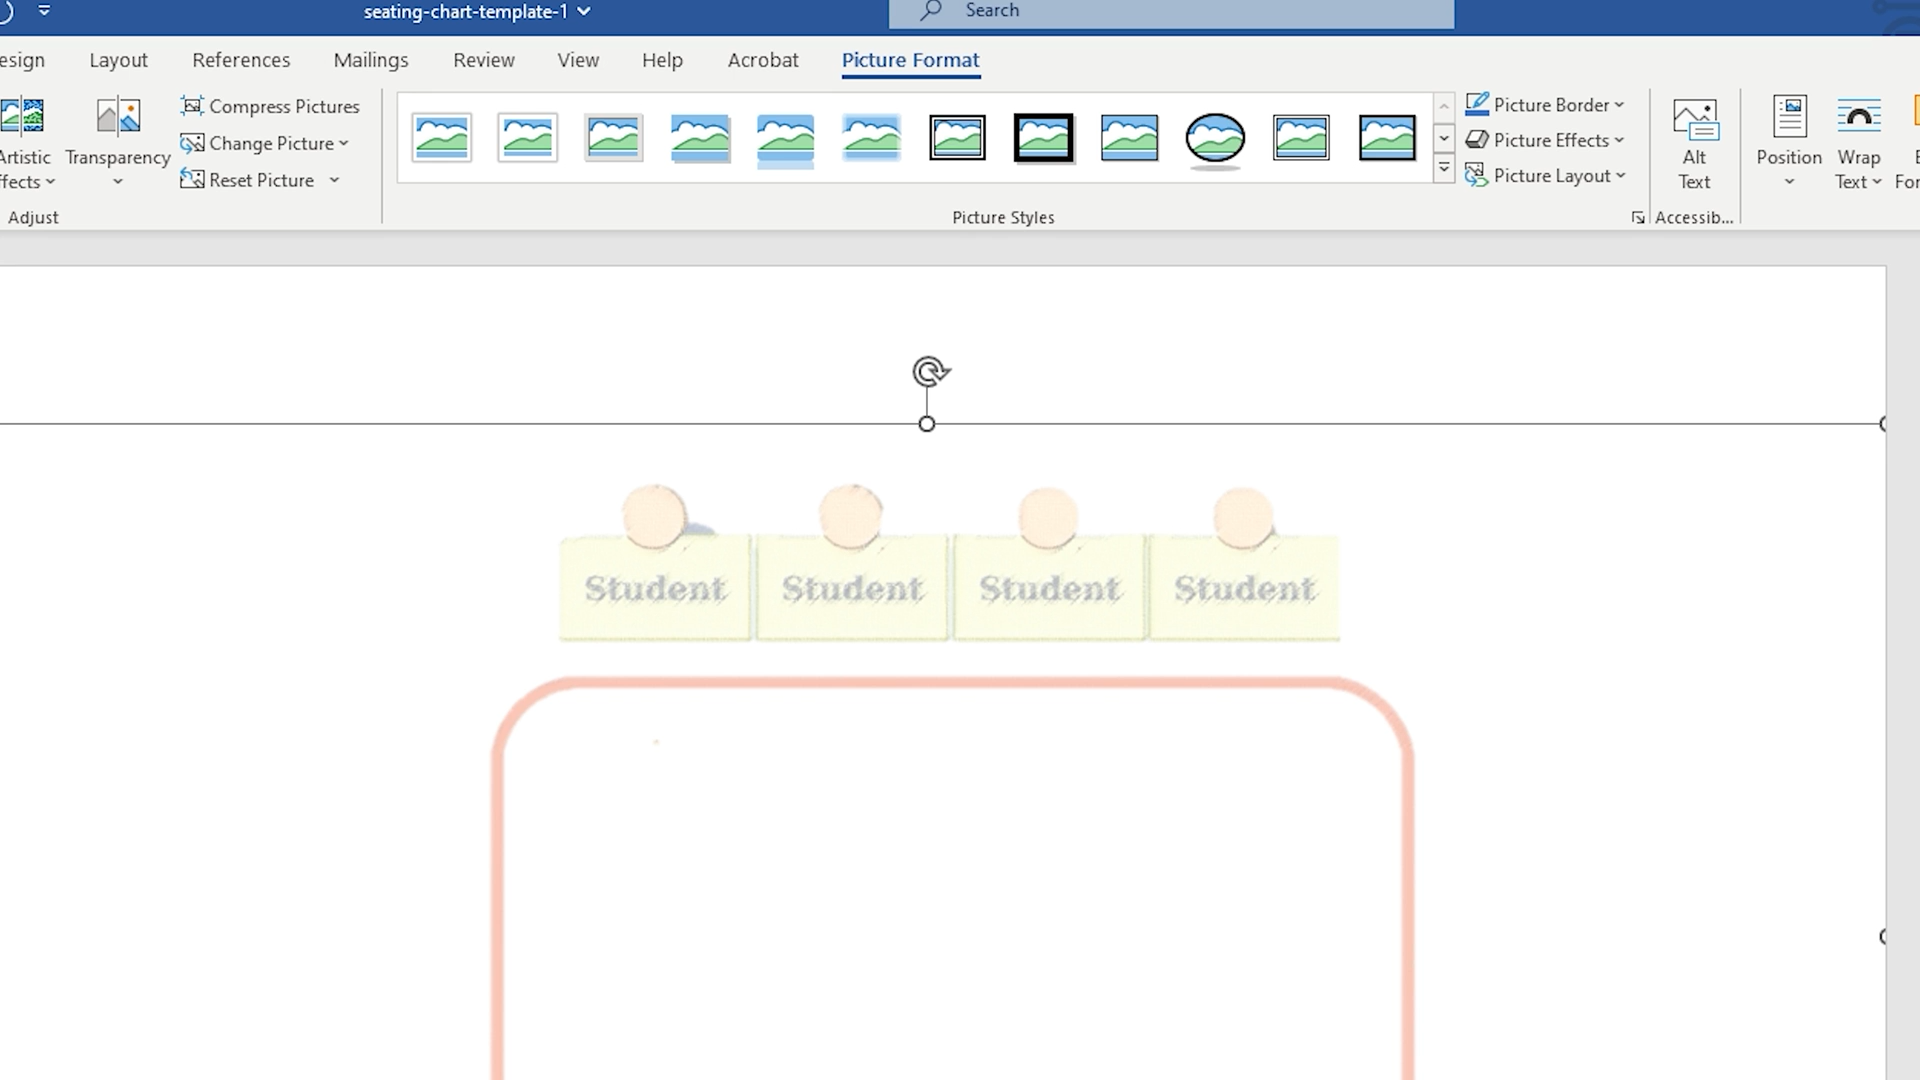 seating-chart-template-1
Search
esign Layout References Mailings Review View Help Acrobat Picture Format
Artistic
ffects
Transparency
Compress Pictures
Change Picture
Reset Picture
Adjust
Picture Styles
Picture Border
Picture Effects
Picture Layout
Alt
Text
Accessib...
Position
Wrap
Text
For
Student Student Student Student